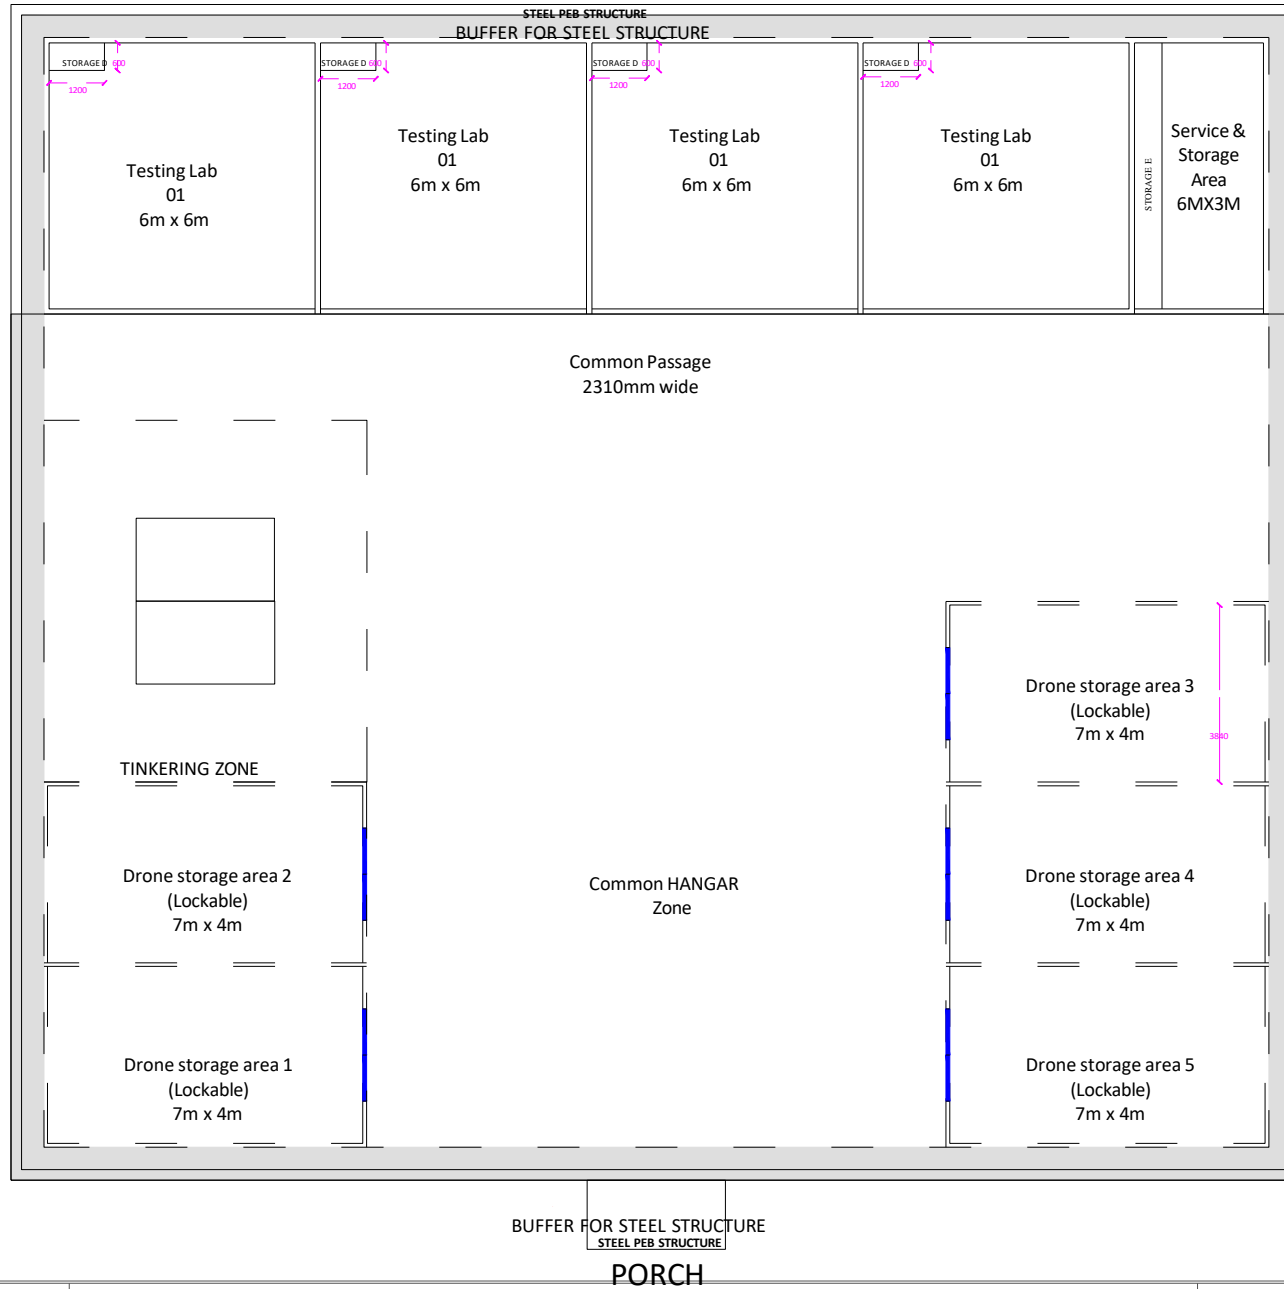 STEEL PEB STRUCTURE
BUFFER FOR STEEL STRUCTURE
STORAGE D 600
1200
STORAGE D 600
1200
STORAGE D 600
1200
STORAGE D 600
1200
Testing Lab
01
6m x 6m
Testing Lab
01
6m x 6m
Testing Lab
01
6m x 6m
Testing Lab
01
6m x 6m
STORAGE E
Service &
Storage
Area
6MX3M
Common Passage
2310mm wide
TINKERING ZONE
Drone storage area 3
(Lockable)
7m x 4m
3840
Drone storage area 2
(Lockable)
7m x 4m
Common HANGAR
Zone
Drone storage area 4
(Lockable)
7m x 4m
Drone storage area 1
(Lockable)
7m x 4m
Drone storage area 5
(Lockable)
7m x 4m
BUFFER FOR STEEL STRUCTURE
STEEL PEB STRUCTURE
PORCH